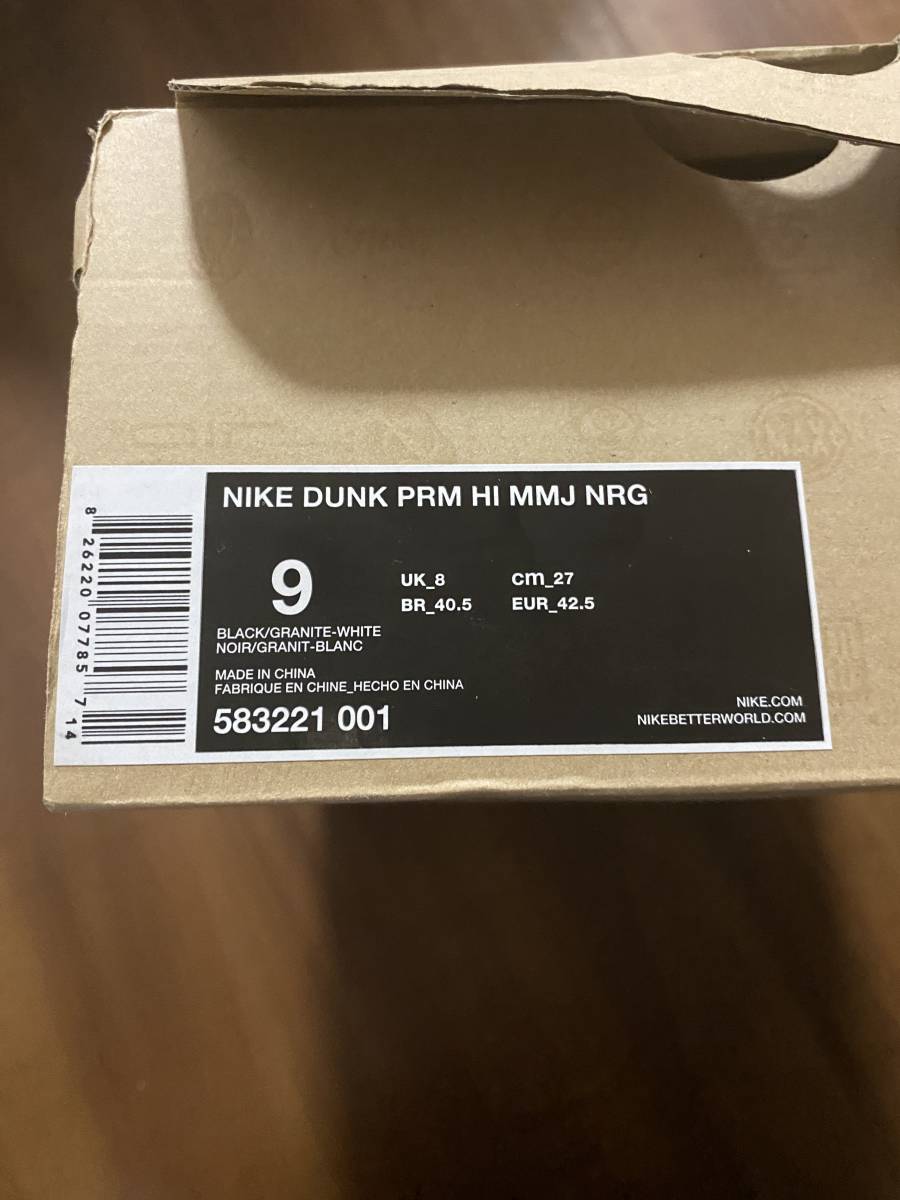 NIKE DUNK PRM HI MMJ NRG
9
UK_8 cm_27
BR_40.5 EUR_42.5
BLACK/GRANITE-WHITE
NOIR/GRANIT-BLANC
MADE IN CHINA
FABRIQUE EN CHINE_HECHO EN CHINA
583221 001
NIKE.COM
NIKEBETTERWORLD.COM
8 26220 07785 7 14